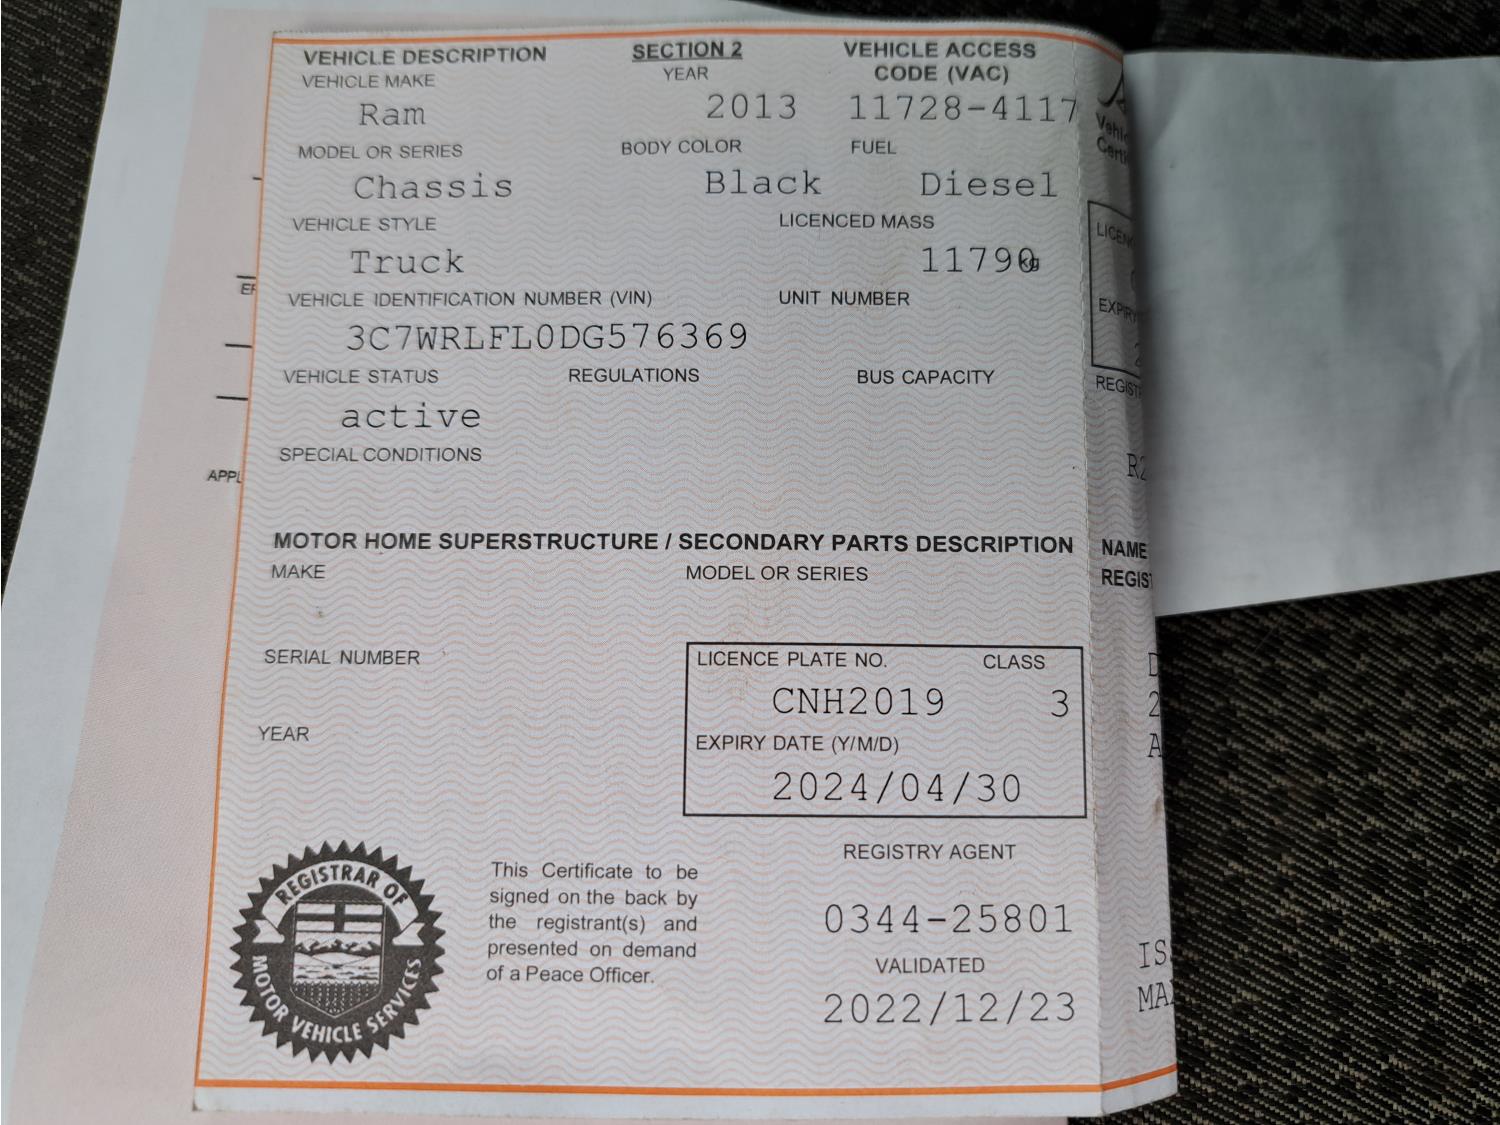 VEHICLE DESCRIPTION SECTION 2 VEHICLE ACCESS
VEHICLE MAKE YEAR CODE (VAC)
Ram 2013 11728-4117
MODEL OR SERIES BODY COLOR FUEL
Chassis Black Diesel
VEHICLE STYLE LICENCED MASS
Truck 11790kg
VEHICLE IDENTIFICATION NUMBER (VIN) UNIT NUMBER
3C7WRLFL0DG576369
VEHICLE STATUS REGULATIONS BUS CAPACITY
active
SPECIAL CONDITIONS
MOTOR HOME SUPERSTRUCTURE / SECONDARY PARTS DESCRIPTION
MAKE MODEL OR SERIES
SERIAL NUMBER
YEAR
LICENCE PLATE NO. CLASS
CNH2019 3
EXPIRY DATE (Y/M/D)
2024/04/30
REGISTRY AGENT
0344-25801
VALIDATED
2022/12/23
This Certificate to be
signed on the back by
the registrant(s) and
presented on demand
of a Peace Officer.
REGISTRAR OF
MOTOR VEHICLE SERVICES
NAME